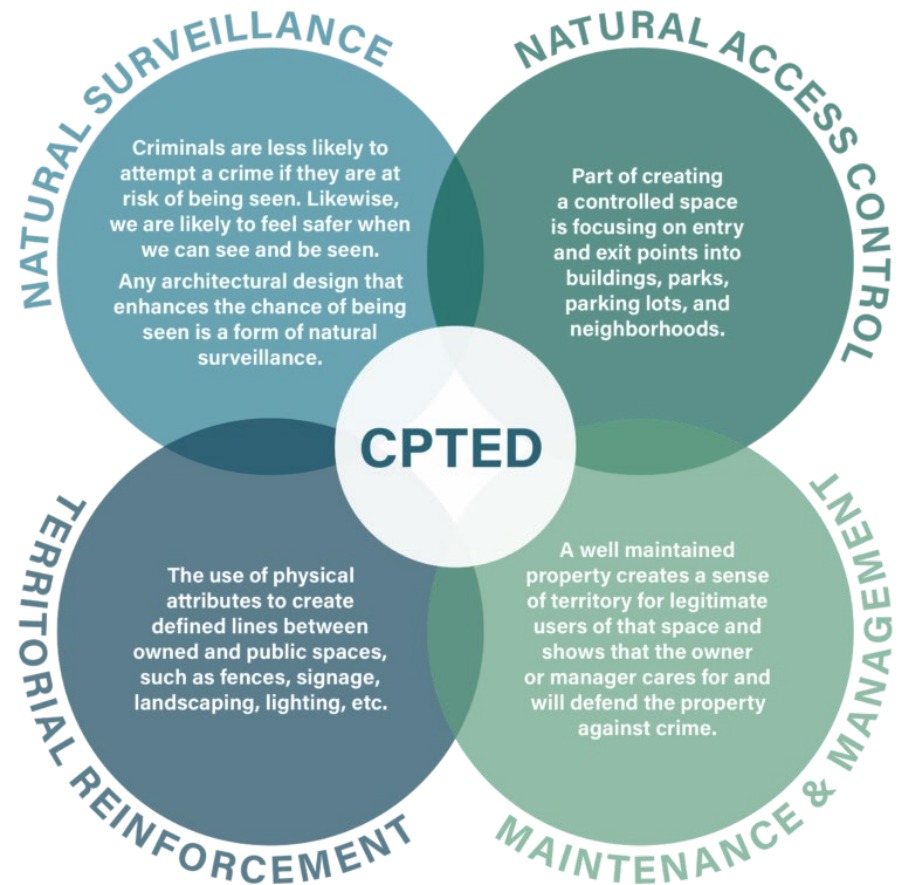 NATURAL SURVEILLANCE
Criminals are less likely to
attempt a crime if they are at
risk of being seen. Likewise,
we are likely to feel safer when
we can see and be seen.
Any architectural design that
enhances the chance of being
seen is a form of natural
surveillance.
NATURAL ACCESS CONTROL
Part of creating
a controlled space
is focusing on entry
and exit points into
buildings, parks,
parking lots, and
neighborhoods.
CPTED
TERRITORIAL REINFORCEMENT
The use of physical
attributes to create
defined lines between
owned and public spaces,
such as fences, signage,
landscaping, lighting, etc.
MAINTENANCE & MANAGEMENT
A well maintained
property creates a sense
of territory for legitimate
users of that space and
shows that the owner
or manager cares for and
will defend the property
against crime.